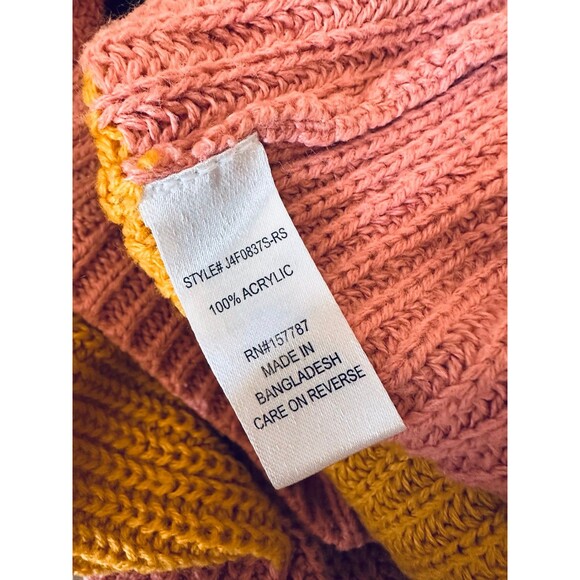 STYLE# J4F0837S-RS
100% ACRYLIC
RN#157787
MADE IN
BANGLADESH
CARE ON REVERSE